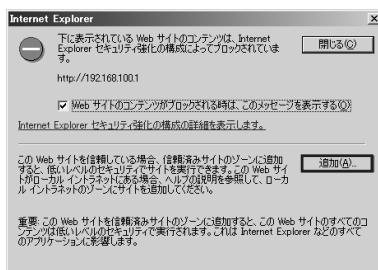 Internet Explorer
下に表示されている Web サイトのコンテンツは、Internet
Explorer セキュリティ強化の構成によってブロックされていま
す。
閉じる(C)
http://192.168.100.1
Web サイトのコンテンツがブロックされる時は、このメッセージを表示する(O)
Internet Explorer セキュリティ強化の構成の詳細を表示します。
この Web サイトを信頼している場合、信頼済みサイトのゾーンに追加
すると、低いレベルのセキュリティでサイトを実行できます。この Web サイ
トがローカル イントラネットにある場合、ヘルプの説明を参照して、ローカ
ル イントラネットのゾーンにサイトを追加してください。
追加(A)...
重要: この Web サイトを信頼済みサイトのゾーンに追加すると、この Web サイトのすべてのコ
ンテンツは低いレベルのセキュリティで実行されます。これは Internet Explorer などのすべて
のアプリケーションに影響します。